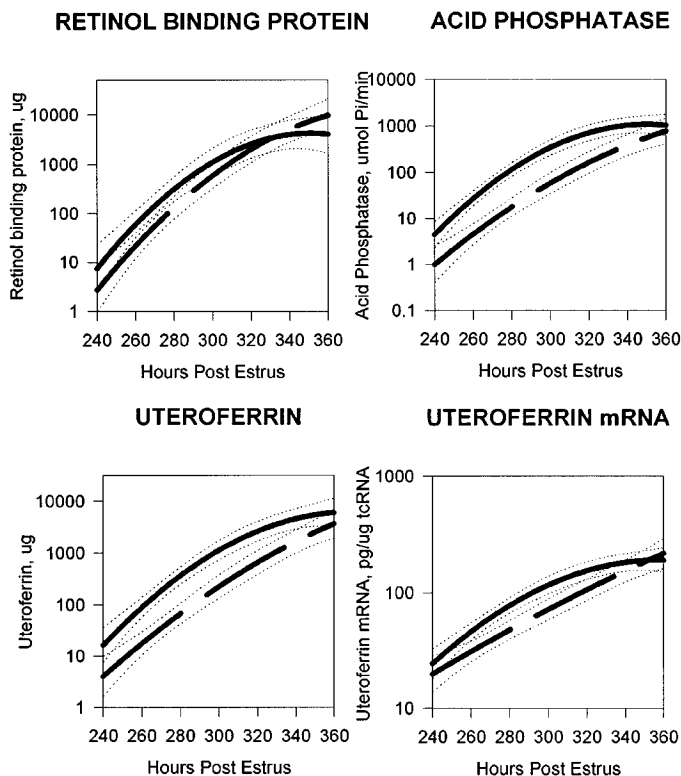 RETINOL BINDING PROTEIN
Retinol binding protein, ug
10000
1000
100
10
1
240 260 280 300 320 340 360
Hours Post Estrus
ACID PHOSPHATASE
Acid Phosphatase, umol Pi/min
10000
1000
100
10
1
0.1
240 260 280 300 320 340 360
Hours Post Estrus
UTEROFERRIN
Uteroferrin, ug
10000
1000
100
10
1
240 260 280 300 320 340 360
Hours Post Estrus
UTEROFERRIN mRNA
Uteroferrin mRNA, pg/ug tcRNA
1000
100
10
240 260 280 300 320 340 360
Hours Post Estrus